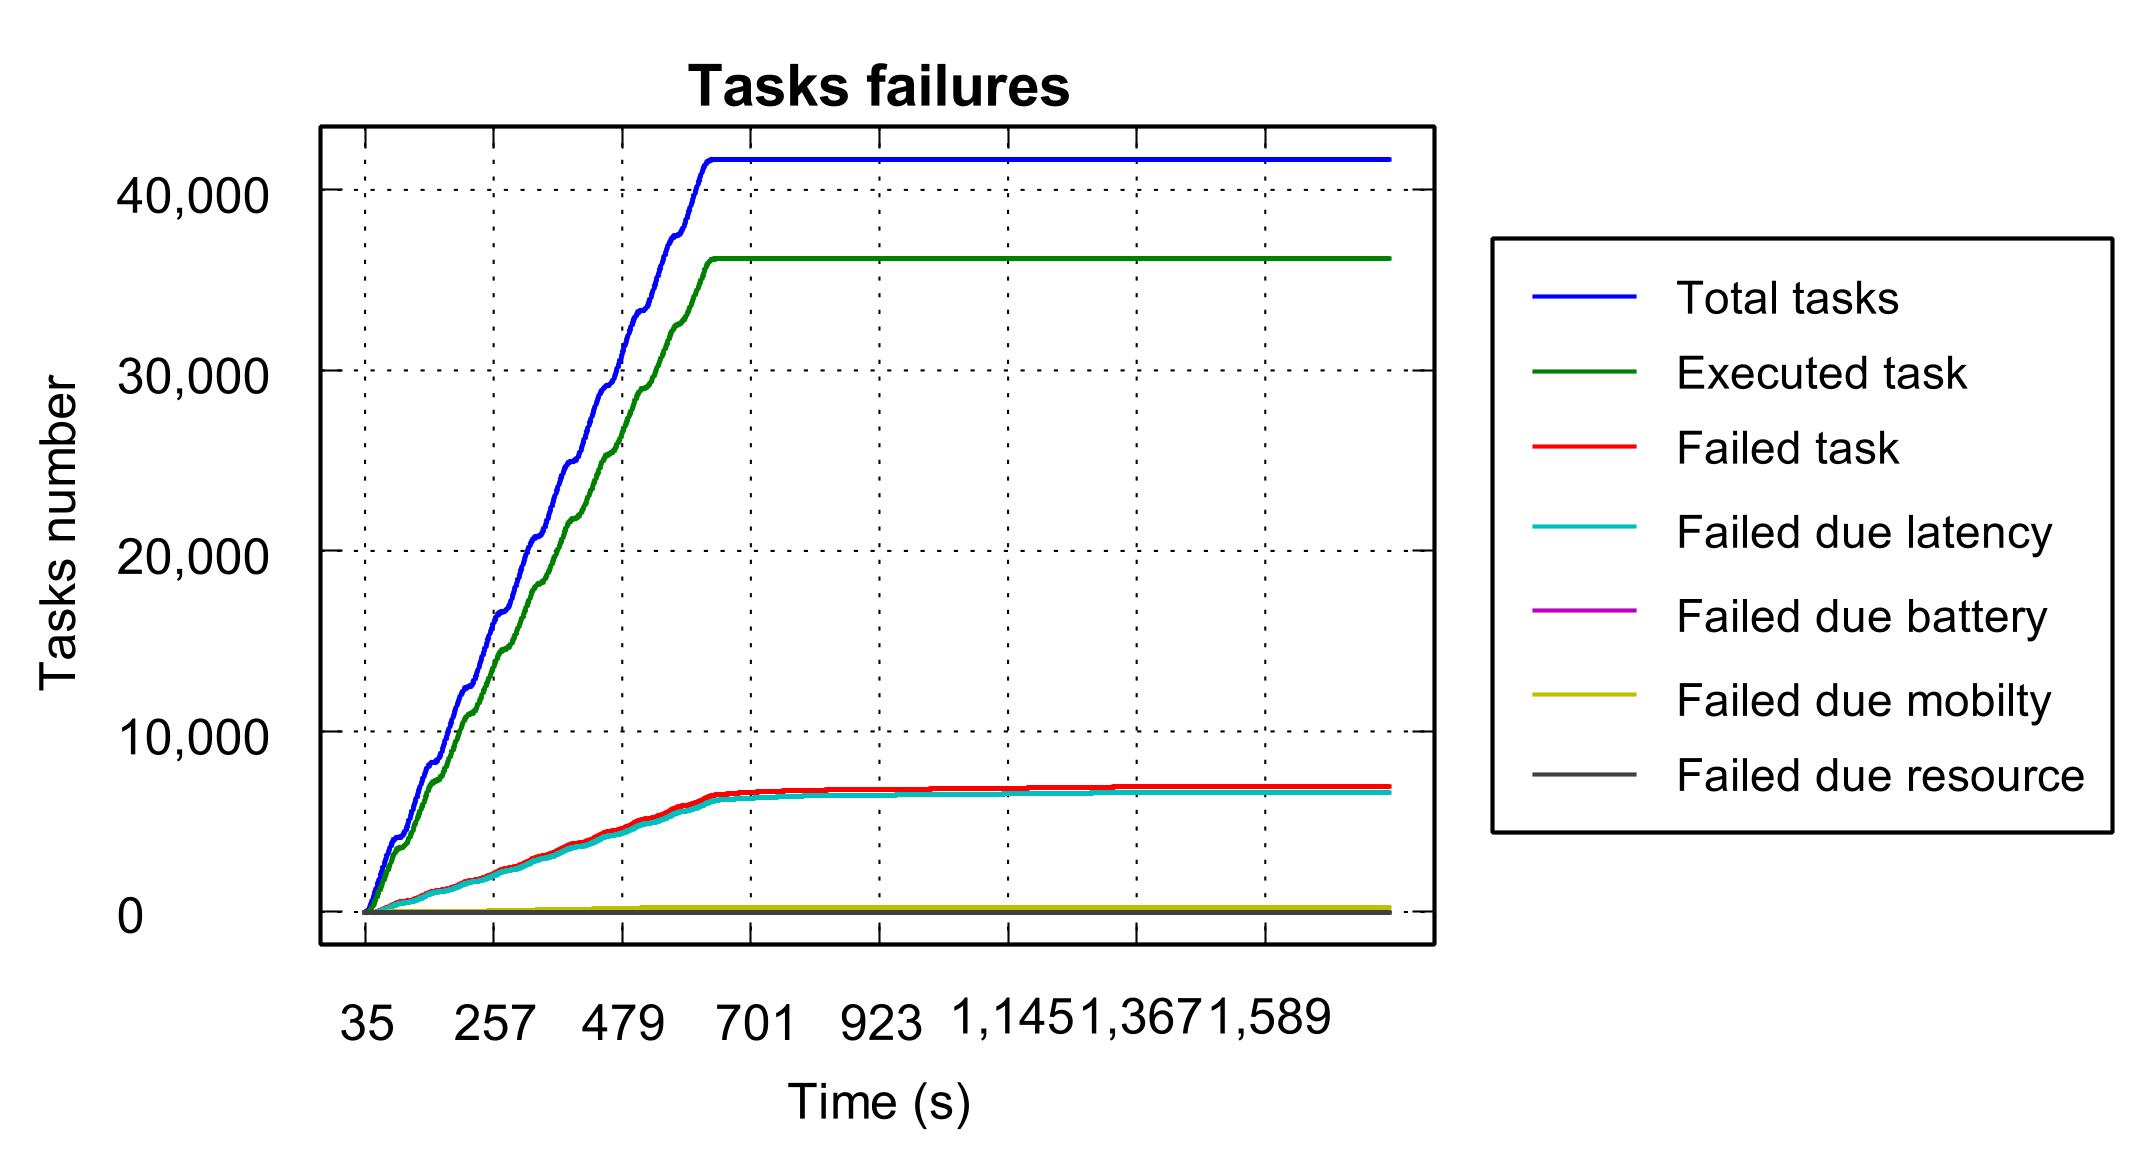 Tasks failures
40,000
30,000
20,000
10,000
0
Tasks number
35 257 479 701 923 1,145 1,367 1,589
Time (s)
Total tasks
Executed task
Failed task
Failed due latency
Failed due battery
Failed due mobilty
Failed due resource